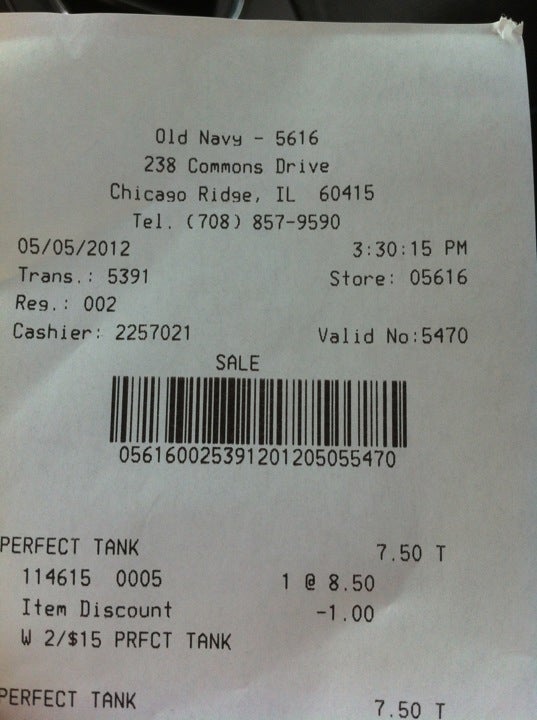 Old Navy - 5616
238 Commons Drive
Chicago Ridge, IL 60415
Tel. (708) 857-9590
05/05/2012 3:30:15 PM
Trans.: 5391 Store: 05616
Reg.: 002
Cashier: 2257021 Valid No:5470
SALE
0561600253912012050555470
PERFECT TANK 7.50 T
114615 0005 1 @ 8.50
Item Discount -1.00
W 2/$15 PRFCT TANK
PERFECT TANK 7.50 T